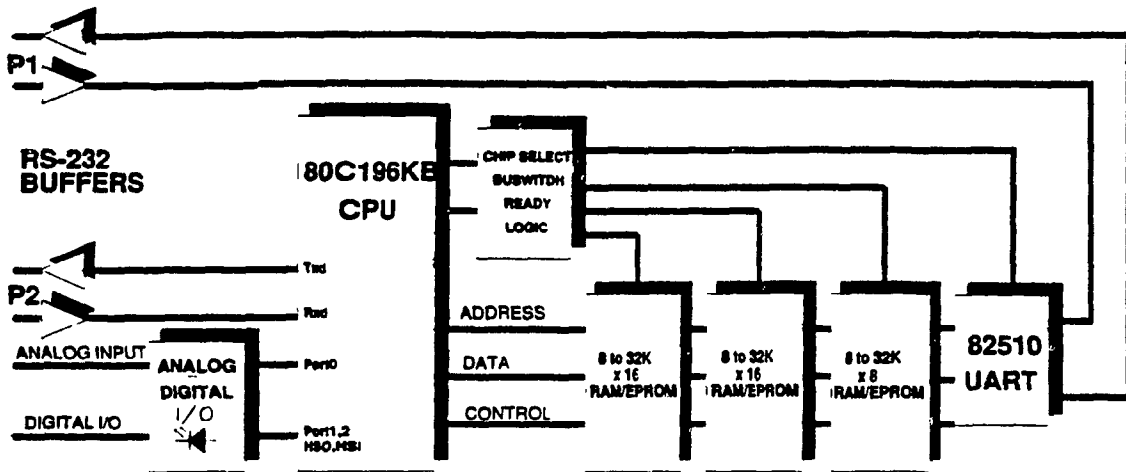 P1
RS-232
BUFFERS
80C196KB
CPU
CHIP SELECT
BUSWITDH
READY
LOGIC
Txd
P2
Rxd
ANALOG INPUT
ANALOG
DIGITAL
I/O
Port0
DIGITAL I/O
Port1,2
HSO,HSI
ADDRESS
DATA
CONTROL
8 to 32K
x 16
RAM/EPROM
8 to 32K
x 16
RAM/EPROM
8 to 32K
x 8
RAM/EPROM
82510
UART